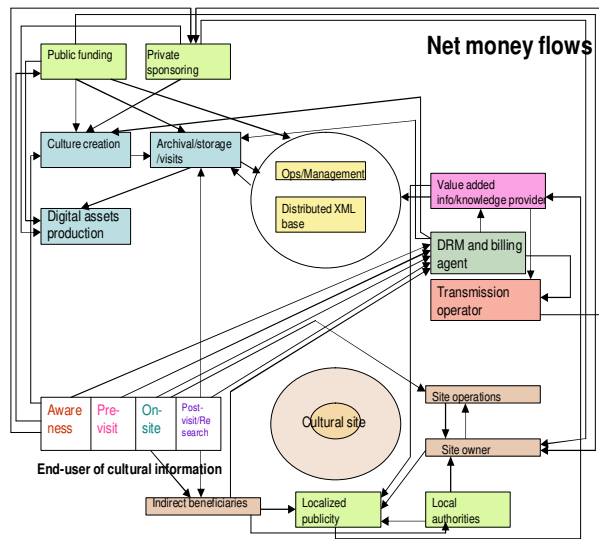 Net money flows
Public funding
Private
sponsoring
Culture creation
Archival/storage
/visits
Ops/Management
Distributed XML
base
Value added
info/knowledge provider
Digital assets
production
DRM and billing
agent
Transmission
operator
Aware
ness
Pre-
visit
On-
site
Post-
visit/Re
search
Cultural site
Site operations
Site owner
End-user of cultural information
Indirect beneficiaries
Localized
publicity
Local
authorities